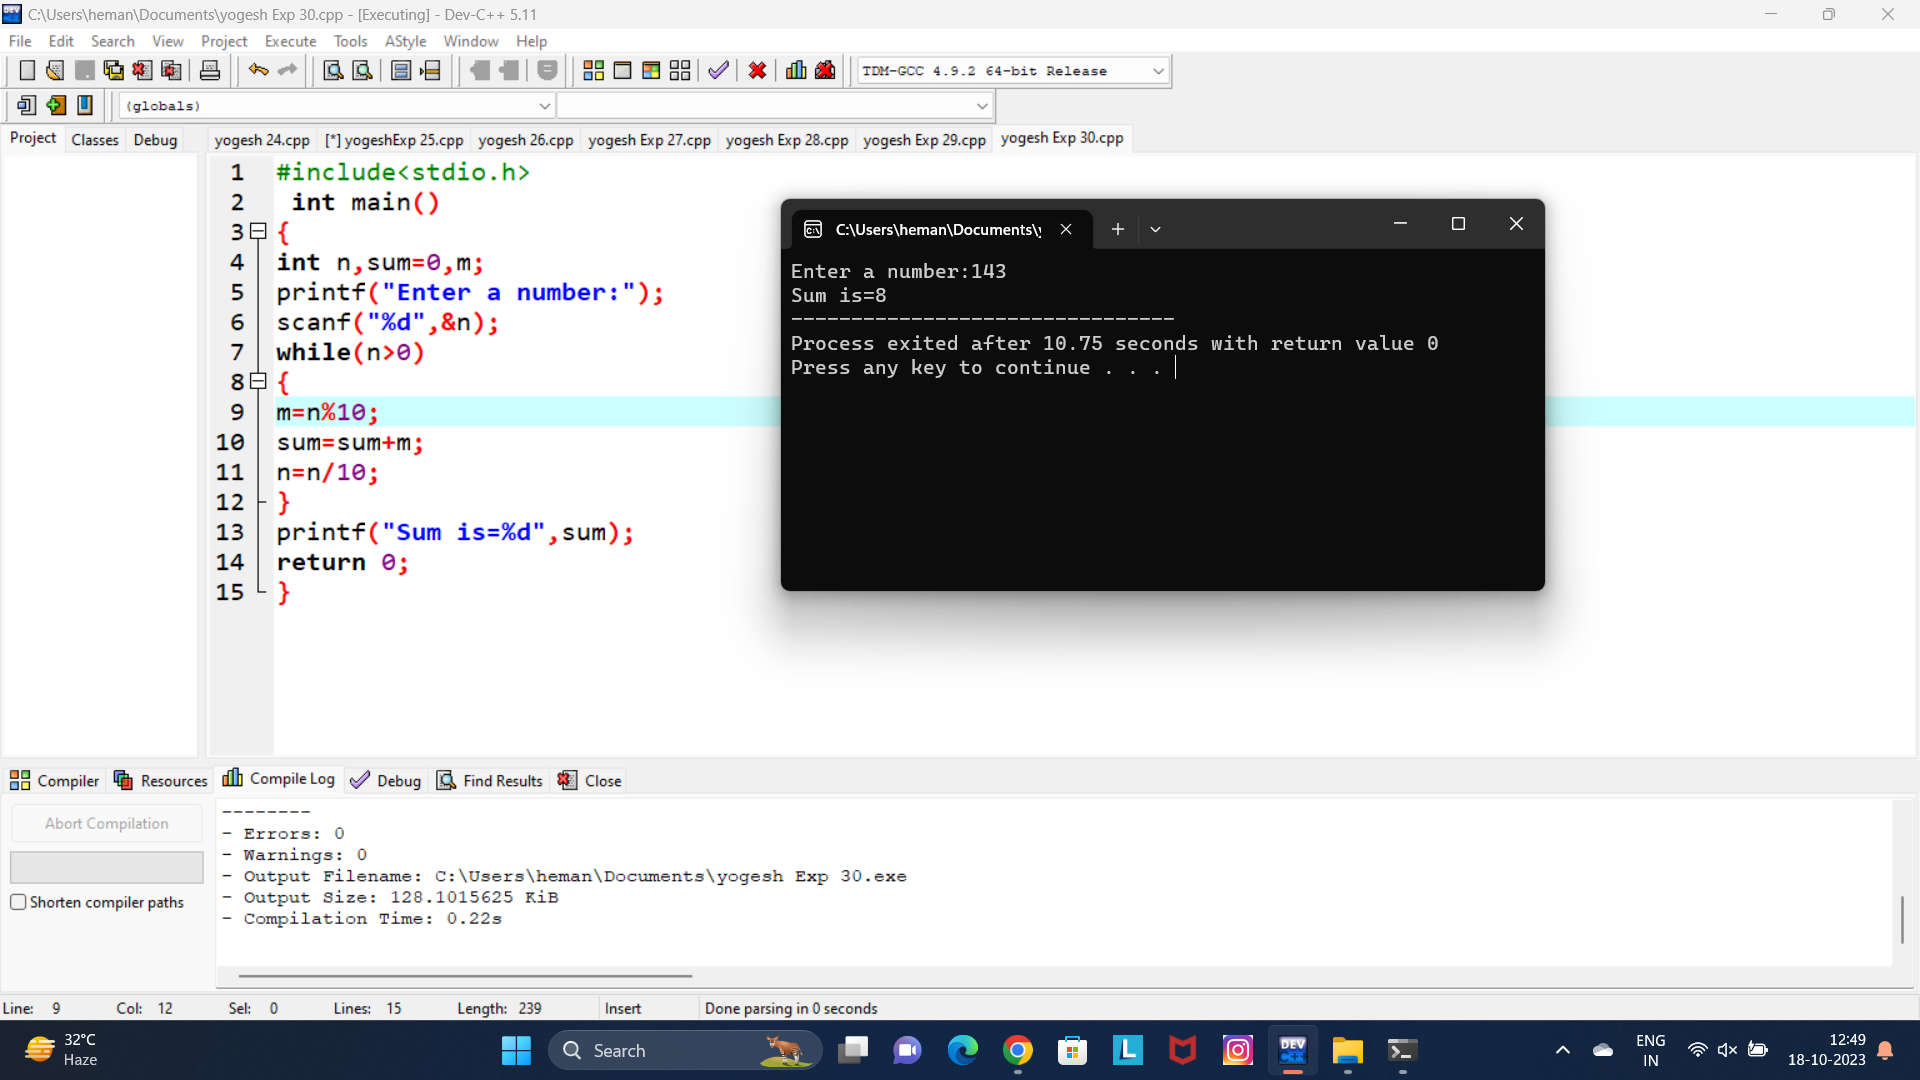 C:\Users\heman\Documents\yogesh Exp 30.cpp - [Executing] - Dev-C++ 5.11
File Edit Search View Project Execute Tools AStyle Window Help
TDM-GCC 4.9.2 64-bit Release
(globals)
Project Classes Debug
yogesh 24.cpp [*] yogeshExp 25.cpp yogesh 26.cpp yogesh Exp 27.cpp yogesh Exp 28.cpp yogesh Exp 29.cpp yogesh Exp 30.cpp
1 #include<stdio.h>
2 int main()
3 {
4 int n,sum=0,m;
5 printf("Enter a number:");
6 scanf("%d",&n);
7 while(n>0)
8 {
9 m=n%10;
10 sum=sum+m;
11 n=n/10;
12 }
13 printf("Sum is=%d",sum);
14 return 0;
15 }
C:\Users\heman\Documents\y
Enter a number:143
Sum is=8
--------------------------------
Process exited after 10.75 seconds with return value 0
Press any key to continue . . .
Compiler Resources Compile Log Debug Find Results Close
Abort Compilation
Shorten compiler paths
--------
- Errors: 0
- Warnings: 0
- Output Filename: C:\Users\heman\Documents\yogesh Exp 30.exe
- Output Size: 128.1015625 KiB
- Compilation Time: 0.22s
Line: 9 Col: 12 Sel: 0 Lines: 15 Length: 239 Insert Done parsing in 0 seconds
32°C
Haze
Search
DEV
L
ENG
IN
12:49
18-10-2023